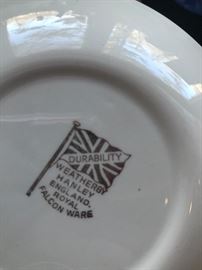 DURABILITY
WEATHERBY
HANLEY
ENGLAND.
ROYAL
FALCON WARE